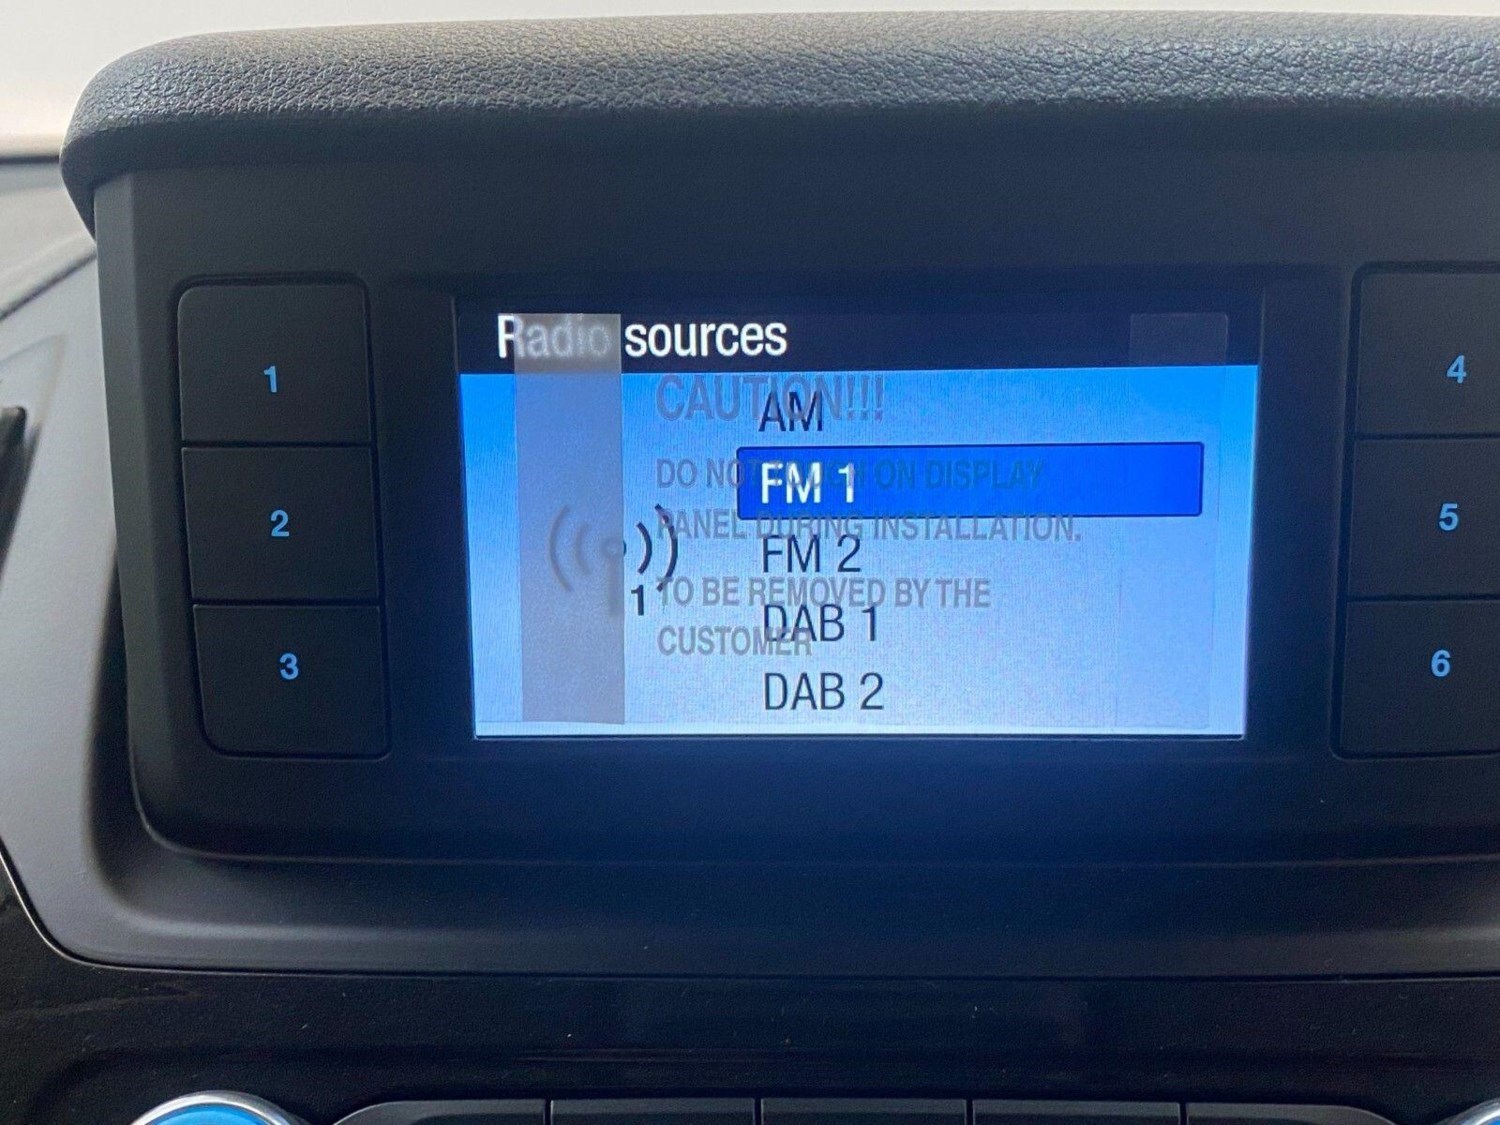 Radio sources
CAUTION!!!
AM
DO NOT TOUCH ON DISPLAY
FM 1
PANEL DURING INSTALLATION.
FM 2
TO BE REMOVED BY THE
1
DAB 1
CUSTOMER
DAB 2
1
2
3
4
5
6